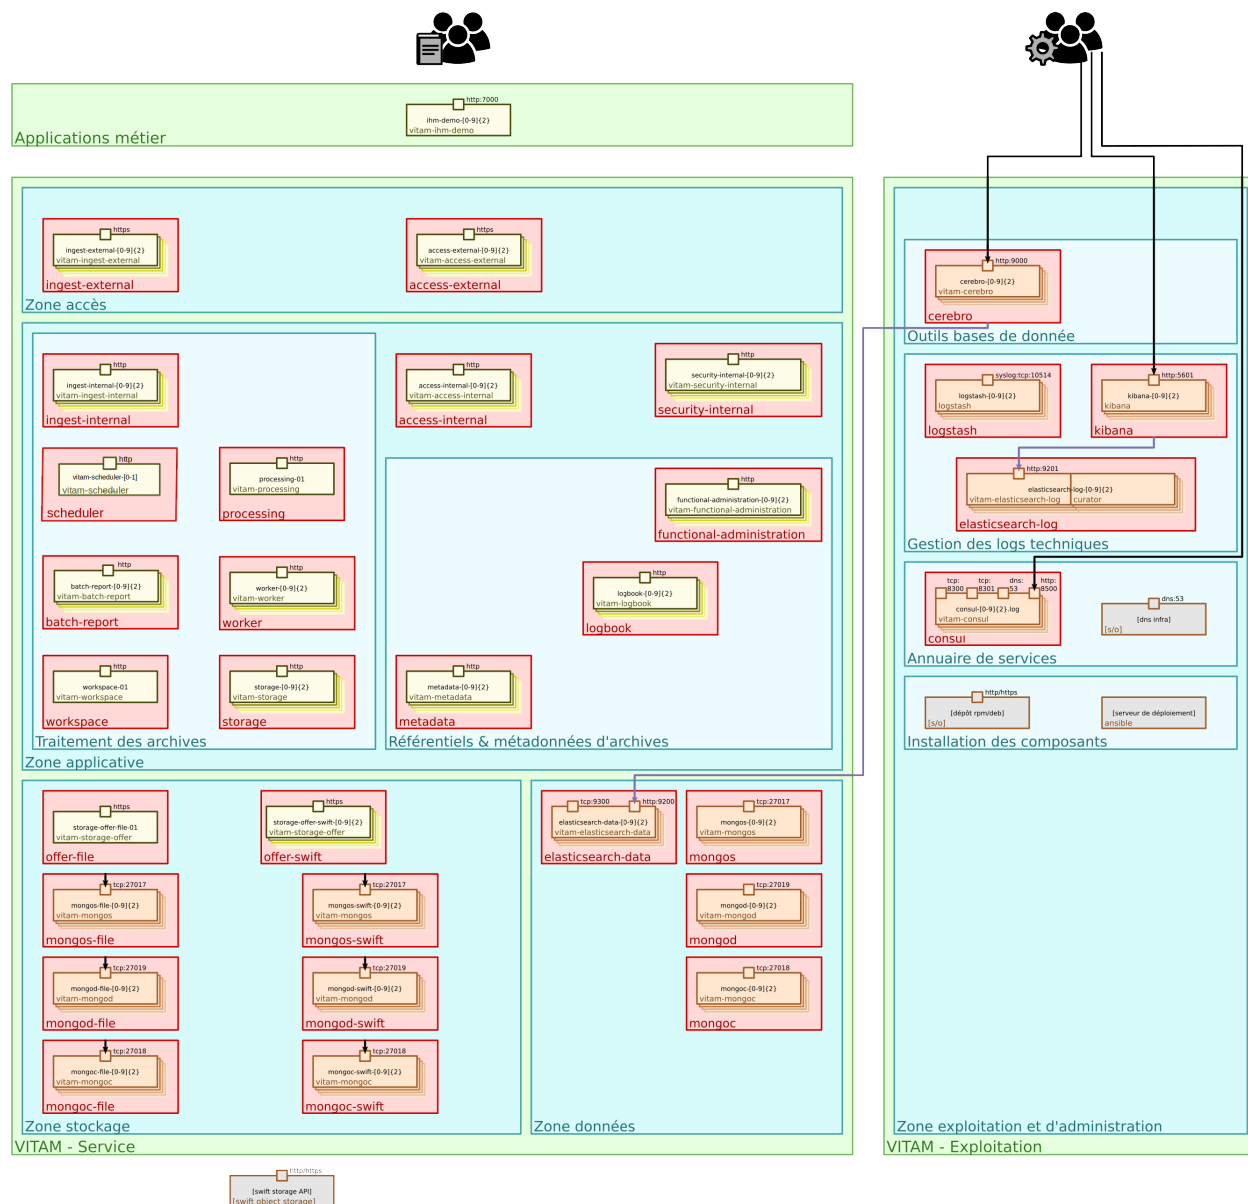 http:7000
ihm-demo-[0-9]{2}
vitam-ihm-demo
Applications métier
https
ingest-external-[0-9]{2}
vitam-ingest-external
ingest-external
https
access-external-[0-9]{2}
vitam-access-external
access-external
Zone accès
http
ingest-internal-[0-9]{2}
vitam-ingest-internal
ingest-internal
http
vitam-scheduler-[0-1]
vitam-scheduler
scheduler
http
processing-01
vitam-processing
processing
http
batch-report-[0-9]{2}
vitam-batch-report
batch-report
http
worker-[0-9]{2}
vitam-worker
worker
http
workspace-01
vitam-workspace
workspace
http
storage-[0-9]{2}
vitam-storage
storage
Traitement des archives
http
access-internal-[0-9]{2}
vitam-access-internal
access-internal
http
security-internal-[0-9]{2}
vitam-security-internal
security-internal
http
functional-administration-[0-9]{2}
vitam-functional-administration
functional-administration
http
logbook-[0-9]{2}
vitam-logbook
logbook
http
metadata-[0-9]{2}
vitam-metadata
metadata
Référentiels & métadonnées d'archives
Zone applicative
https
storage-offer-file-01
vitam-storage-offer
offer-file
https
storage-offer-swift-[0-9]{2}
vitam-storage-offer
offer-swift
tcp:27017
mongos-file-[0-9]{2}
vitam-mongos
mongos-file
tcp:27017
mongos-swift-[0-9]{2}
vitam-mongos
mongos-swift
tcp:27019
mongod-file-[0-9]{2}
vitam-mongod
mongod-file
tcp:27019
mongod-swift-[0-9]{2}
vitam-mongod
mongod-swift
tcp:27018
mongoc-file-[0-9]{2}
vitam-mongoc
mongoc-file
tcp:27018
mongoc-swift-[0-9]{2}
vitam-mongoc
mongoc-swift
Zone stockage
tcp:9300
http:9200
elasticsearch-data-[0-9]{2}
vitam-elasticsearch-data
elasticsearch-data
tcp:27017
mongos-[0-9]{2}
vitam-mongos
mongos
tcp:27019
mongod-[0-9]{2}
vitam-mongod
mongod
tcp:27018
mongoc-[0-9]{2}
vitam-mongoc
mongoc
Zone données
VITAM - Service
http/https
[swift storage API]
[swift object storage]
http:9000
cerebro-[0-9]{2}
vitam-cerebro
cerebro
Outils bases de donnée
syslog:tcp:10514
logstash-[0-9]{2}
logstash
logstash
http:5601
kibana-[0-9]{2}
kibana
kibana
http:9201
elasticsearch-log-[0-9]{2}
vitam-elasticsearch-log
curator
elasticsearch-log
Gestion des logs techniques
tcp:
8300
tcp:
8301
dns:
53
http:
8500
consul-[0-9]{2}.log
vitam-consul
consul
dns:53
[dns infra]
[s/o]
Annuaire de services
http/https
[dépôt rpm/deb]
[s/o]
[serveur de déploiement]
ansible
Installation des composants
Zone exploitation et d'administration
VITAM - Exploitation